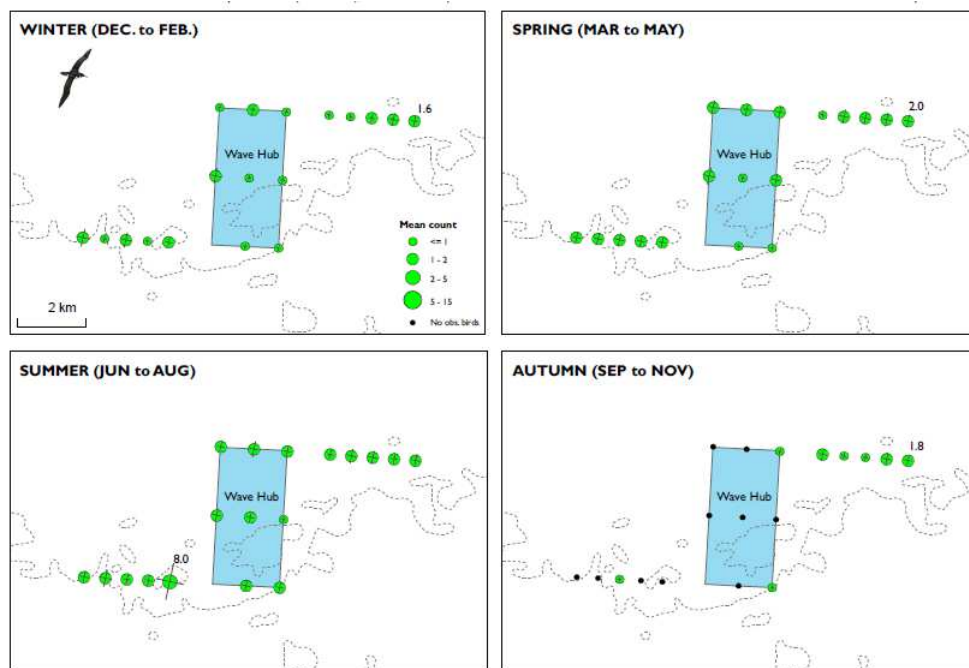 WINTER (DEC. to FEB.)
1.6
Wave Hub
Mean count
<= 1
1 - 2
2 - 5
5 - 15
No obs. birds
2 km
SPRING (MAR to MAY)
2.0
Wave Hub
SUMMER (JUN to AUG)
Wave Hub
8.0
AUTUMN (SEP to NOV)
1.8
Wave Hub